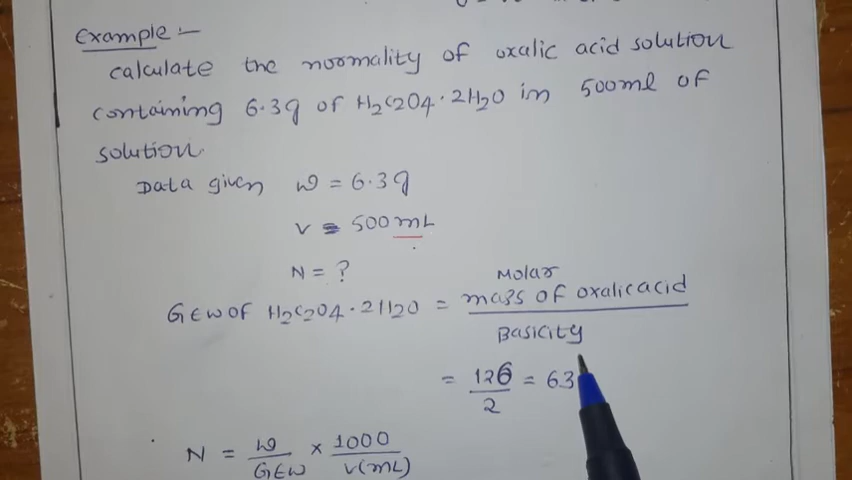 Example :-
calculate the normality of oxalic acid solution
containing 6.3g of H2C2O4·2H2O in 500ml of
solution.
Data given W = 6.3g
V = 500mL
N = ?
Molar
GEW OF H2C2O4·2H2O = mass of oxalic acid
Basicity
= 126 = 63
2
N = W × 1000
GEW V(mL)